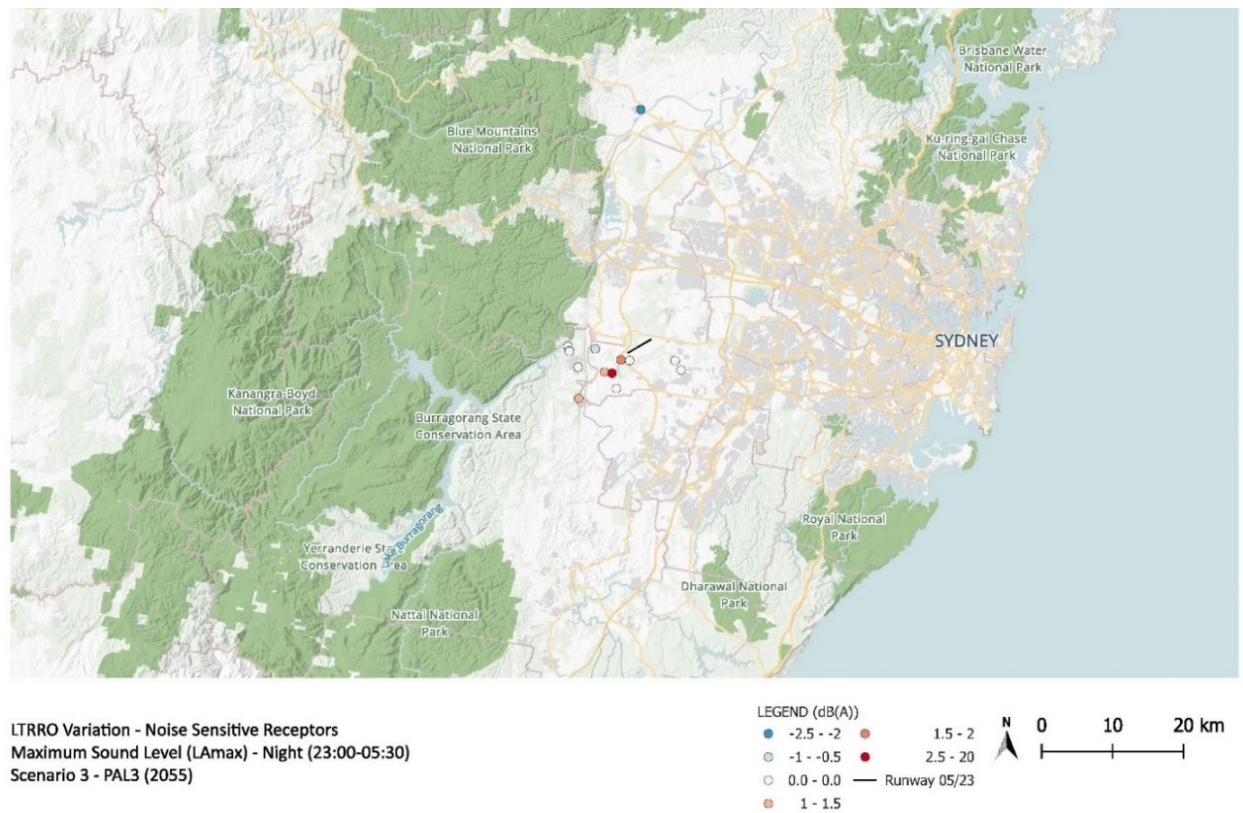 Brisbane Water
National Park
Blue Mountains
National Park
Ku-ring-gai Chase
National Park
SYDNEY
Kanangra-Boyd
National Park
Burragorang State
Conservation Area
Royal National
Park
Yerranderie Sta
Conservation rea
Burragorang
Dharawal National
Park
Nattai National
Park
LTRRO Variation - Noise Sensitive Receptors
Maximum Sound Level (LAmax) - Night (23:00-05:30)
Scenario 3 - PAL3 (2055)
LEGEND (dB(A))
-2.5 - -2
-1 - -0.5
0.0 - 0.0
1 - 1.5
1.5 - 2
2.5 - 20
Runway 05/23
N
0 10 20 km